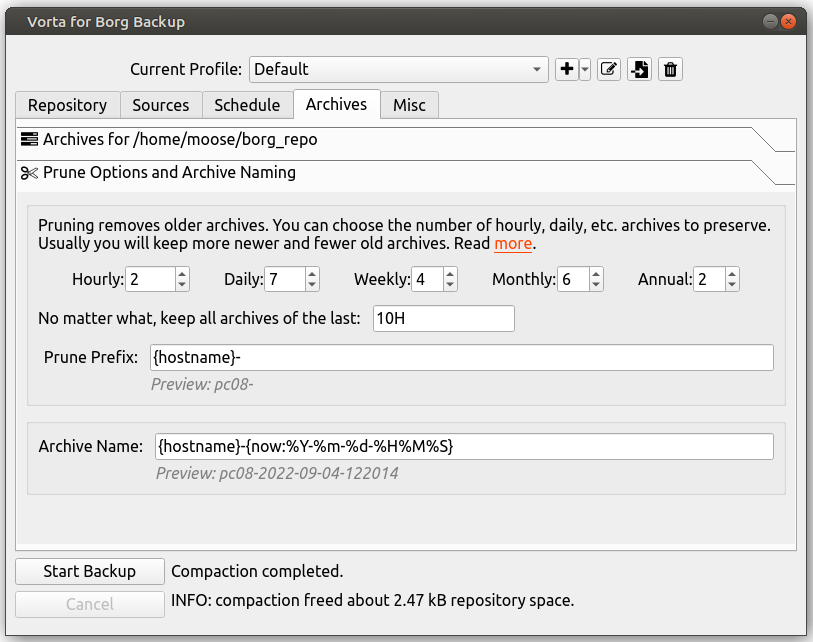 Vorta for Borg Backup
Current Profile: Default
Repository Sources Schedule Archives Misc
Archives for /home/moose/borg_repo
Prune Options and Archive Naming
Pruning removes older archives. You can choose the number of hourly, daily, etc. archives to preserve.
Usually you will keep more newer and fewer old archives. Read more.
Hourly: 2 Daily: 7 Weekly: 4 Monthly: 6 Annual: 2
No matter what, keep all archives of the last: 10H
Prune Prefix: {hostname}-
Preview: pc08-
Archive Name: {hostname}-{now:%Y-%m-%d-%H%M%S}
Preview: pc08-2022-09-04-122014
Start Backup Compaction completed.
Cancel INFO: compaction freed about 2.47 kB repository space.